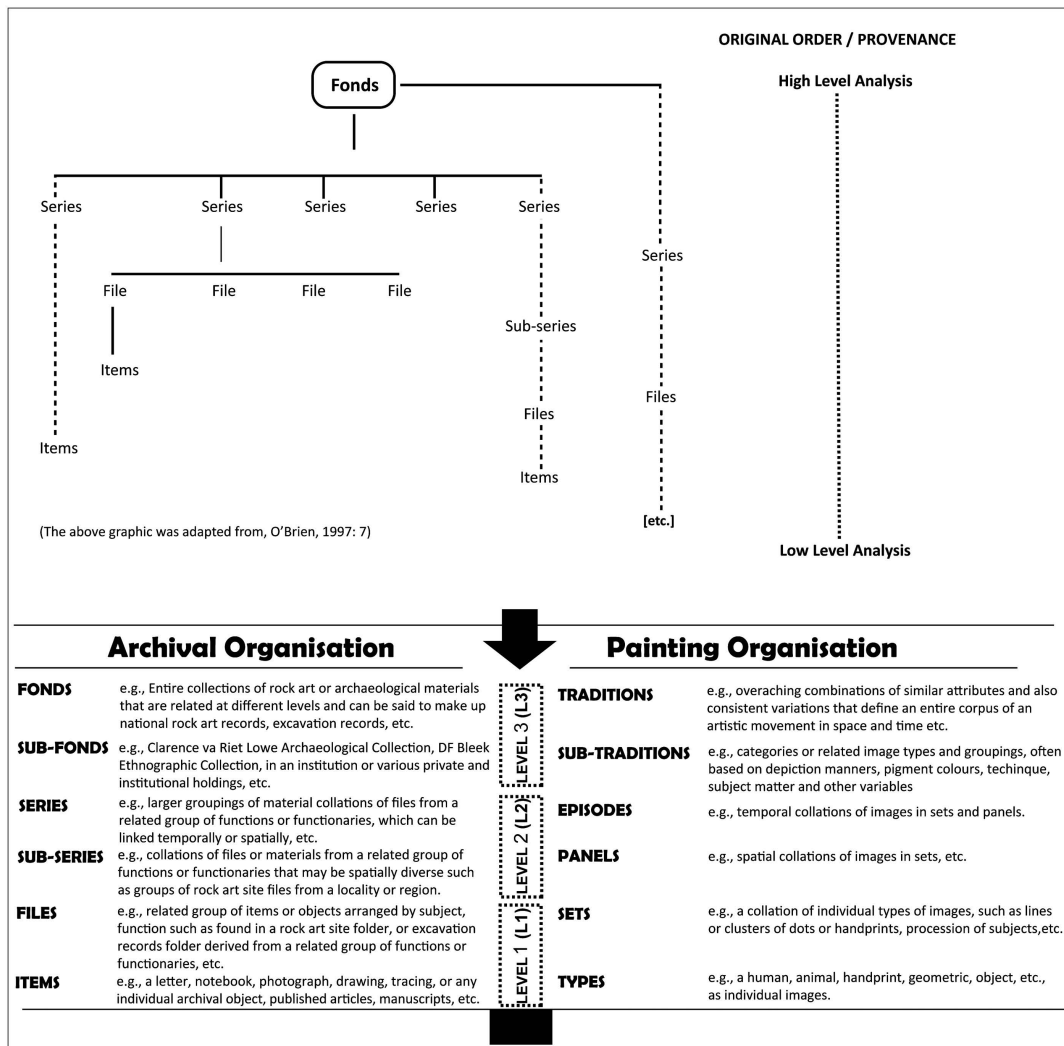 ORIGINAL ORDER / PROVENANCE
Fonds
High Level Analysis
Series
Series
Series
Series
Series
Series
File
File
File
File
Sub-series
Items
Files
Files
Items
Items
[etc.]
(The above graphic was adapted from, O'Brien, 1997: 7)
Low Level Analysis
Archival Organisation
FONDS
e.g., Entire collections of rock art or archaeological materials
that are related at different levels and can be said to make up
national rock art records, excavation records, etc.
SUB-FONDS
e.g., Clarence va Riet Lowe Archaeological Collection, DF Bleek
Ethnographic Collection, in an institution or various private and
institutional holdings, etc.
SERIES
e.g., larger groupings of material collations of files from a
related group of functions or functionaries, which can be
linked temporally or spatially, etc.
SUB-SERIES
e.g., collations of files or materials from a related group of
functions or functionaries that may be spatially diverse such
as groups of rock art site files from a locality or region.
FILES
e.g., related group of items or objects arranged by subject,
function such as found in a rock art site folder, or excavation
records folder derived from a related group of functions or
functionaries, etc.
ITEMS
e.g., a letter, notebook, photograph, drawing, tracing, or any
individual archival object, published articles, manuscripts, etc.
LEVEL 3 (L3)
LEVEL 2 (L2)
LEVEL 1 (L1)
Painting Organisation
TRADITIONS
e.g., overaching combinations of similar attributes and also
consistent variations that define an entire corpus of an
artistic movement in space and time etc.
SUB-TRADITIONS
e.g., categories or related image types and groupings, often
based on depiction manners, pigment colours, techinque,
subject matter and other variables
EPISODES
e.g., temporal collations of images in sets and panels.
PANELS
e.g., spatial collations of images in sets, etc.
SETS
e.g., a collation of individual types of images, such as lines
or clusters of dots or handprints, procession of subjects,etc.
TYPES
e.g., a human, animal, handprint, geometric, object, etc.,
as individual images.